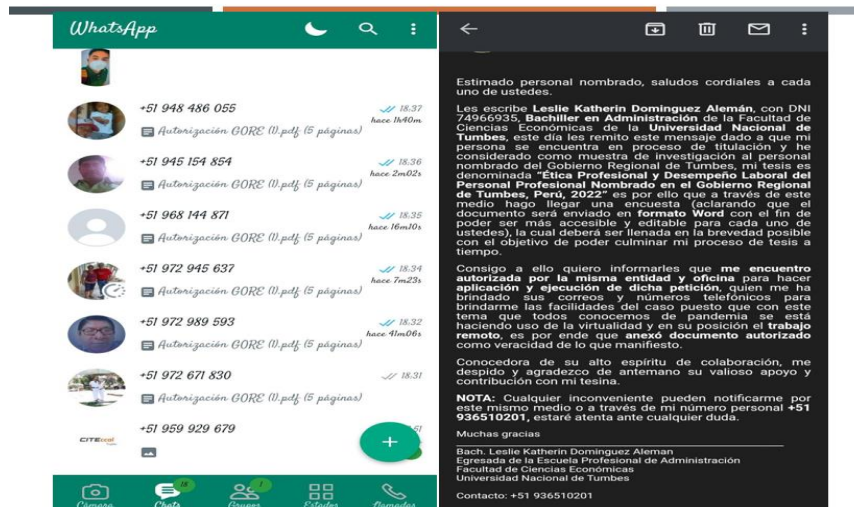 WhatsApp
+51 948 486 055
18:37
Autorización GORE (1).pdf (5 páginas)
hace 1h40m
+51 945 154 854
18:36
Autorización GORE (1).pdf (5 páginas)
hace 2m02s
+51 968 144 871
18:35
Autorización GORE (1).pdf (5 páginas)
hace 16m10s
+51 972 945 637
18:34
Autorización GORE (1).pdf (5 páginas)
hace 7m23s
+51 972 989 593
18:32
Autorización GORE (1).pdf (5 páginas)
hace 41m06s
+51 972 671 830
18:31
Autorización GORE (1).pdf (5 páginas)
+51 959 929 679
Cámara
Chats
18
Grupos
1
Estados
Llamadas
Estimado personal nombrado, saludos cordiales a cada
uno de ustedes.
Les escribe Leslie Katherin Dominguez Alemán, con DNI
74966935, Bachiller en Administración de la Facultad de
Ciencias Económicas de la Universidad Nacional de
Tumbes, este día les remito este mensaje dado a que mi
persona se encuentra en proceso de titulación y he
considerado como muestra de investigación al personal
nombrado del Gobierno Regional de Tumbes, mi tesis es
denominada "Ética Profesional y Desempeño Laboral del
Personal Profesional Nombrado en el Gobierno Regional
de Tumbes, Perú, 2022" es por ello que a través de este
medio hago llegar una encuesta (aclarando que el
documento será enviado en formato Word con el fin de
poder ser más accesible y editable para cada uno de
ustedes), la cual deberá ser llenada en la brevedad posible
con el objetivo de poder culminar mi proceso de tesis a
tiempo.
Consigo a ello quiero informarles que me encuentro
autorizada por la misma entidad y oficina para hacer
aplicación y ejecución de dicha petición, quien me ha
brindado sus correos y números telefónicos para
brindarme las facilidades del caso puesto que con este
tema que todos conocemos de pandemia se está
haciendo uso de la virtualidad y en su posición el trabajo
remoto, es por ende que anexó documento autorizado
como veracidad de lo que manifiesto.
Conocedora de su alto espíritu de colaboración, me
despido y agradezco de antemano su valioso apoyo y
contribución con mi tesina.
NOTA: Cualquier inconveniente pueden notificarme por
este mismo medio o a través de mi número personal +51
936510201, estaré atenta ante cualquier duda.
Muchas gracias
Bach. Leslie Katherin Dominguez Aleman
Egresada de la Escuela Profesional de Administración
Facultad de Ciencias Económicas
Universidad Nacional de Tumbes
Contacto: +51 936510201